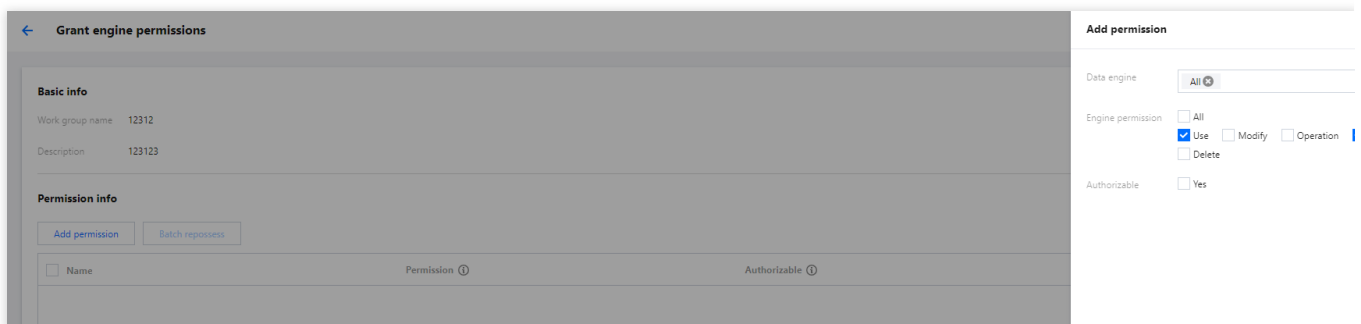 Grant engine permissions
Basic info
Work group name 12312
Description 123123
Permission info
Add permission Batch repossess
Name Permission Authorizable
Add permission
Data engine All
Engine permission All
Use Modify Operation
Delete
Authorizable Yes